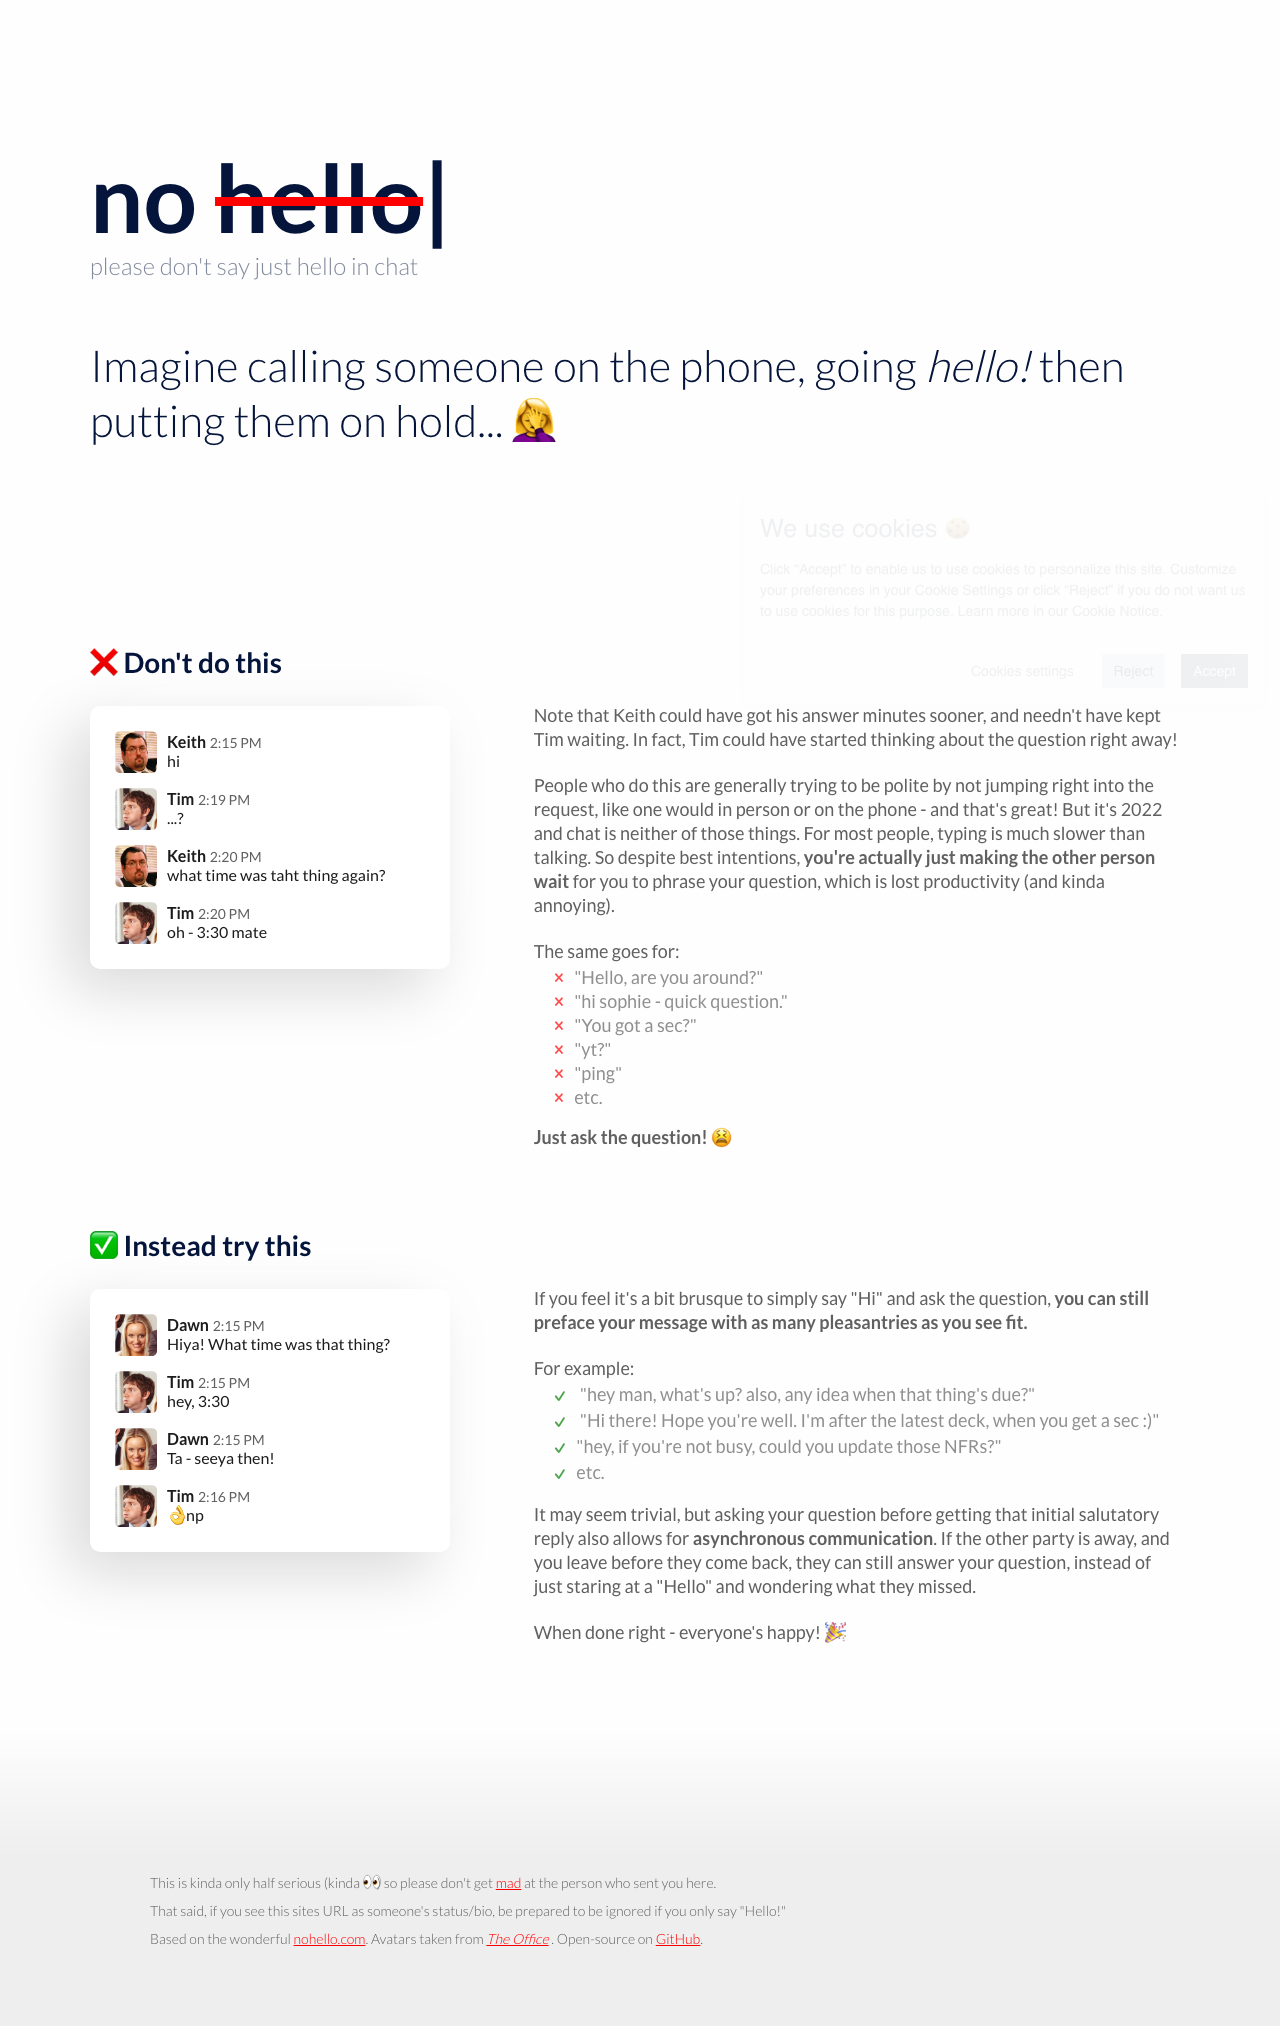 no hello|
please don't say just hello in chat
Imagine calling someone on the phone, going hello! then
putting them on hold... 🤦‍♀️
We use cookies 🍪
Click "Accept" to enable us to use cookies to personalize this site. Customize
your preferences in your Cookie Settings or click "Reject" if you do not want us
to use cookies for this purpose. Learn more in our Cookie Notice.
Cookies settings Reject Accept
❌ Don't do this
Keith 2:15 PM
hi
Tim 2:19 PM
...?
Keith 2:20 PM
what time was taht thing again?
Tim 2:20 PM
oh - 3:30 mate
Note that Keith could have got his answer minutes sooner, and needn't have kept
Tim waiting. In fact, Tim could have started thinking about the question right away!
People who do this are generally trying to be polite by not jumping right into the
request, like one would in person or on the phone - and that's great! But it's 2022
and chat is neither of those things. For most people, typing is much slower than
talking. So despite best intentions, you're actually just making the other person
wait for you to phrase your question, which is lost productivity (and kinda
annoying).
The same goes for:
✗ "Hello, are you around?"
✗ "hi sophie - quick question."
✗ "You got a sec?"
✗ "yt?"
✗ "ping"
✗ etc.
Just ask the question! 😫
✅ Instead try this
Dawn 2:15 PM
Hiya! What time was that thing?
Tim 2:15 PM
hey, 3:30
Dawn 2:15 PM
Ta - seeya then!
Tim 2:16 PM
👌np
If you feel it's a bit brusque to simply say "Hi" and ask the question, you can still
preface your message with as many pleasantries as you see fit.
For example:
✓ "hey man, what's up? also, any idea when that thing's due?"
✓ "Hi there! Hope you're well. I'm after the latest deck, when you get a sec :)"
✓ "hey, if you're not busy, could you update those NFRs?"
✓ etc.
It may seem trivial, but asking your question before getting that initial salutatory
reply also allows for asynchronous communication. If the other party is away, and
you leave before they come back, they can still answer your question, instead of
just staring at a "Hello" and wondering what they missed.
When done right - everyone's happy! 🎉
This is kinda only half serious (kinda 👀) so please don't get mad at the person who sent you here.
That said, if you see this sites URL as someone's status/bio, be prepared to be ignored if you only say "Hello!"
Based on the wonderful nohello.com. Avatars taken from The Office . Open-source on GitHub.